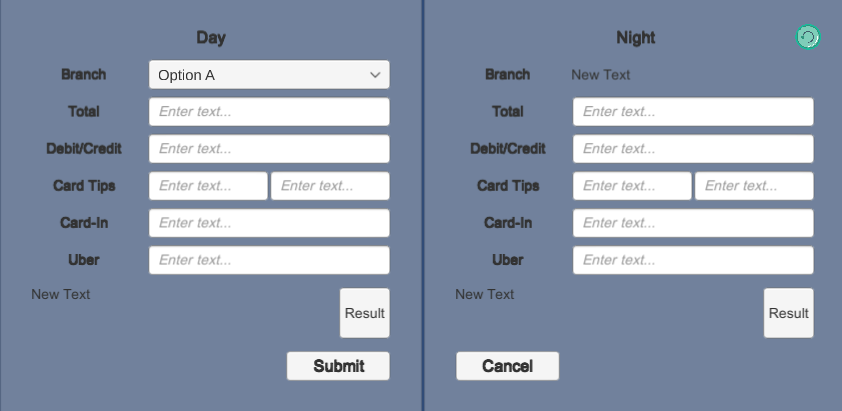 Day
Branch Option A
Total Enter text...
Debit/Credit Enter text...
Card Tips Enter text... Enter text...
Card-In Enter text...
Uber Enter text...
New Text
Result
Submit
Night
Branch New Text
Total Enter text...
Debit/Credit Enter text...
Card Tips Enter text... Enter text...
Card-In Enter text...
Uber Enter text...
New Text
Result
Cancel